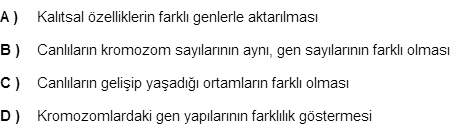 A ) Kalıtsal özelliklerin farklı genlerle aktarılması
B ) Canlıların kromozom sayılarının aynı, gen sayılarının farklı olması
C ) Canlıların gelişip yaşadığı ortamların farklı olması
D ) Kromozomlardaki gen yapılarının farklılık göstermesi